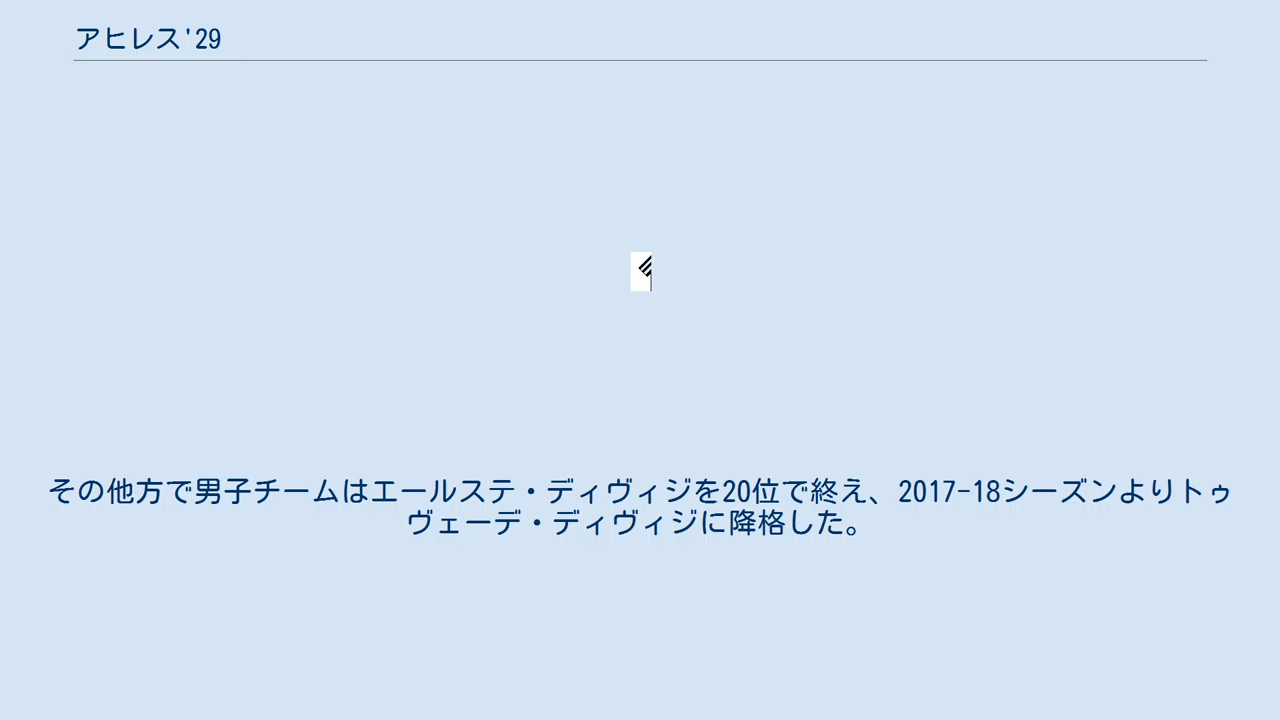 アヒレス'29
その他方で男子チームはエールステ・ディヴィジを20位で終え、2017-18シーズンよりトゥ
ヴェーデ・ディヴィジに降格した。